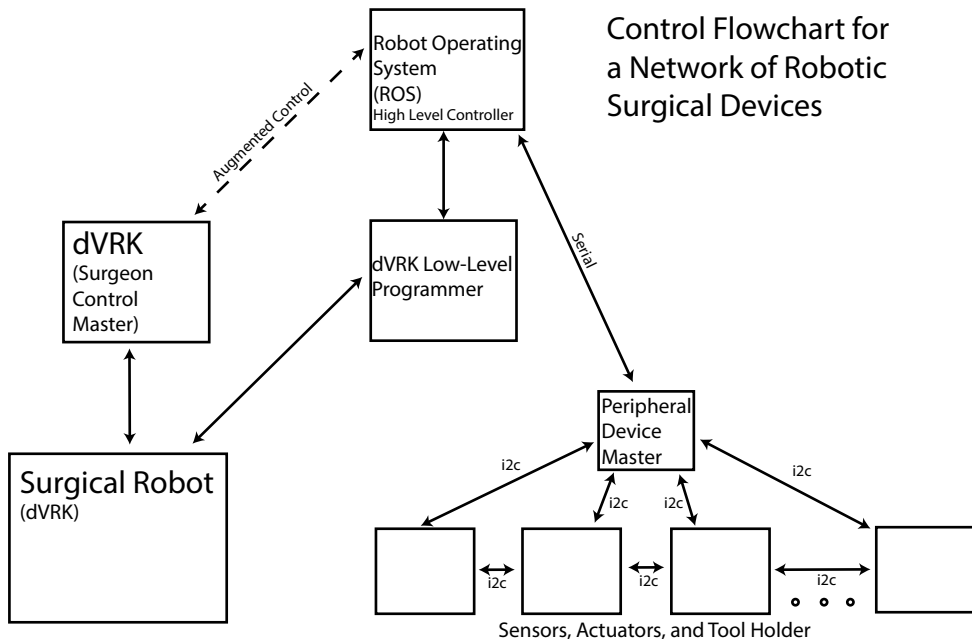 Control Flowchart for
a Network of Robotic
Surgical Devices
Robot Operating
System
(ROS)
High Level Controller
Augmented Control
dVRK
(Surgeon
Control
Master)
dVRK Low-Level
Programmer
Serial
Surgical Robot
(dVRK)
Peripheral
Device
Master
i2c
i2c
i2c
i2c
i2c
i2c
i2c
Sensors, Actuators, and Tool Holder